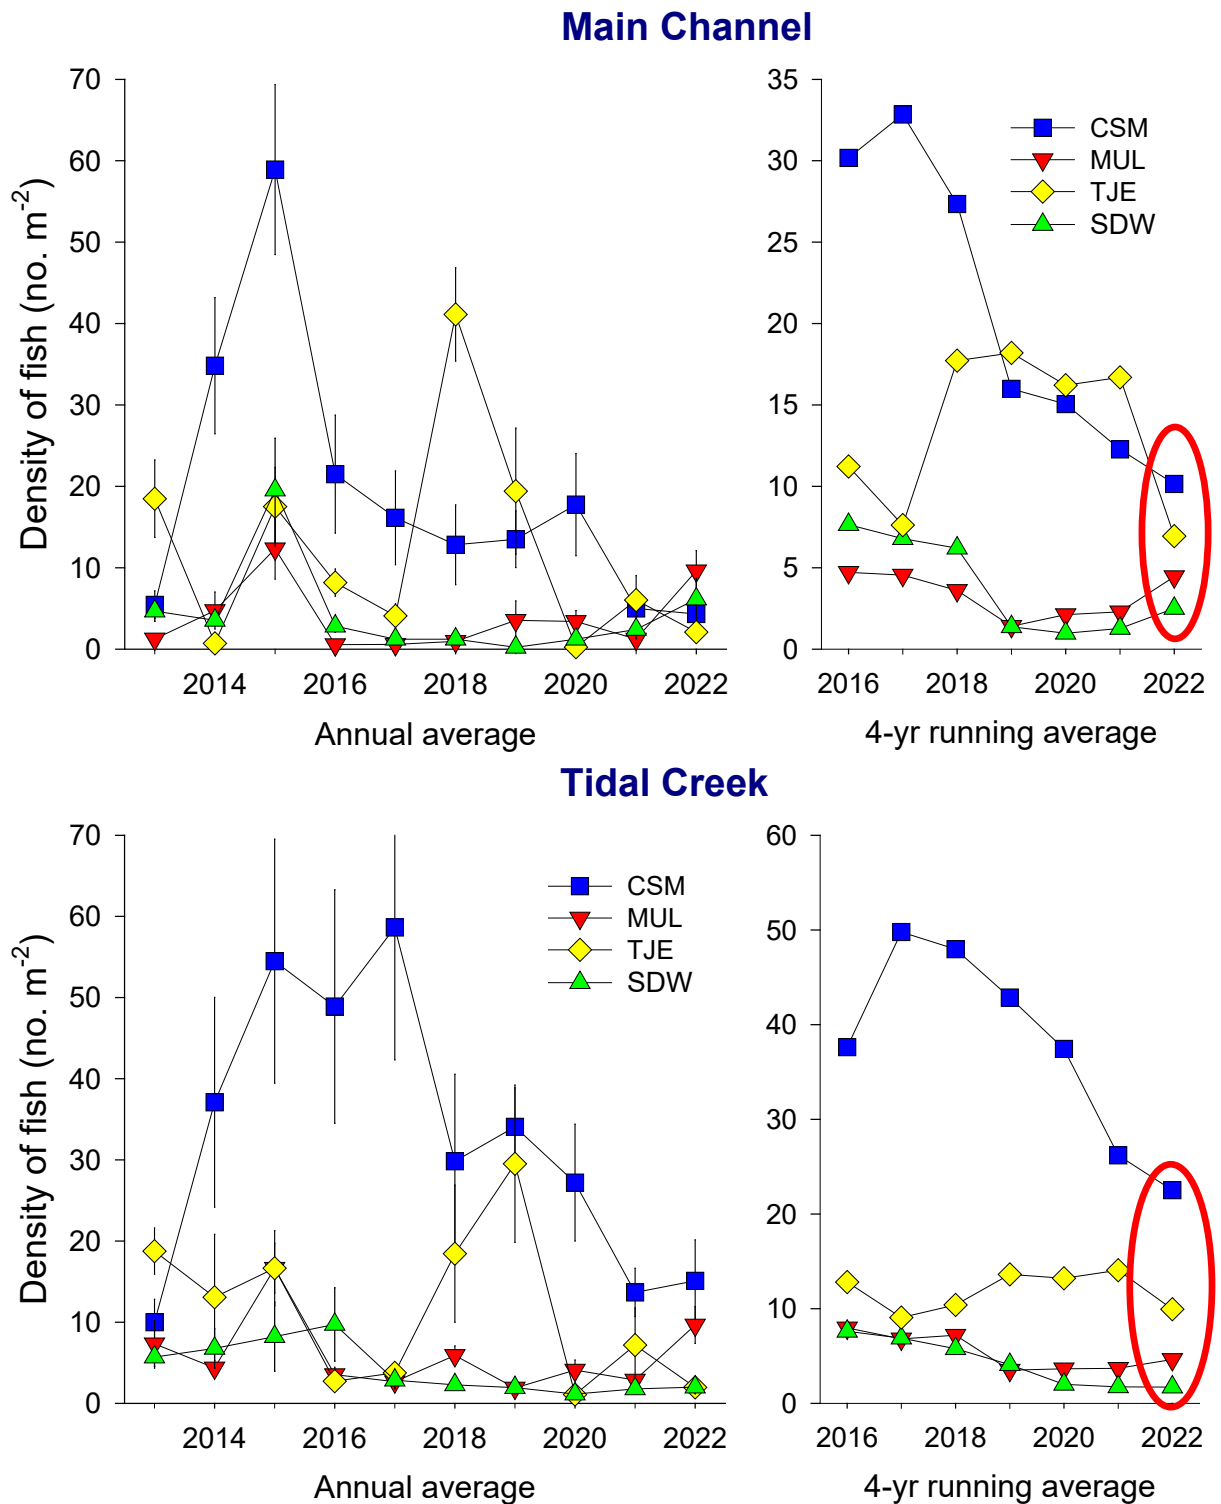 Main Channel
Density of fish (no. m-2)
70
60
50
40
30
20
10
0
2014 2016 2018 2020 2022
Annual average
35
30
25
20
15
10
5
0
CSM
MUL
TJE
SDW
2016 2018 2020 2022
4-yr running average
Tidal Creek
Density of fish (no. m-2)
70
60
50
40
30
20
10
0
CSM
MUL
TJE
SDW
2014 2016 2018 2020 2022
Annual average
60
50
40
30
20
10
0
2016 2018 2020 2022
4-yr running average